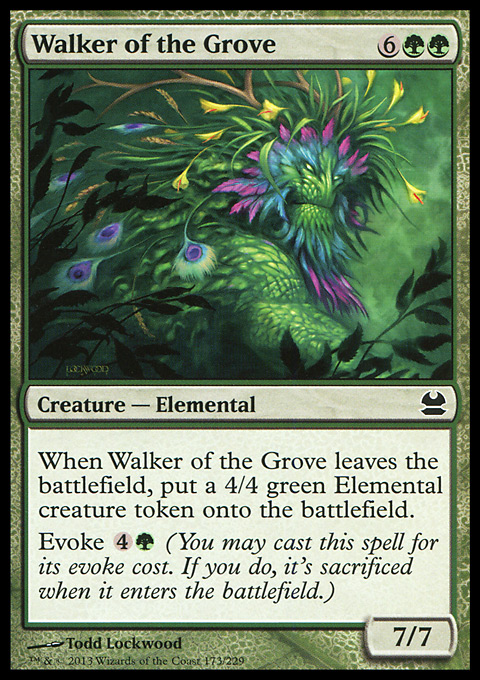 Walker of the Grove 6
LOCKWOOD
Creature — Elemental
When Walker of the Grove leaves the
battlefield, put a 4/4 green Elemental
creature token onto the battlefield.
Evoke 4 (You may cast this spell for
its evoke cost. If you do, it's sacrificed
when it enters the battlefield.)
7/7
Todd Lockwood
™ & © 2013 Wizards of the Coast 173/229